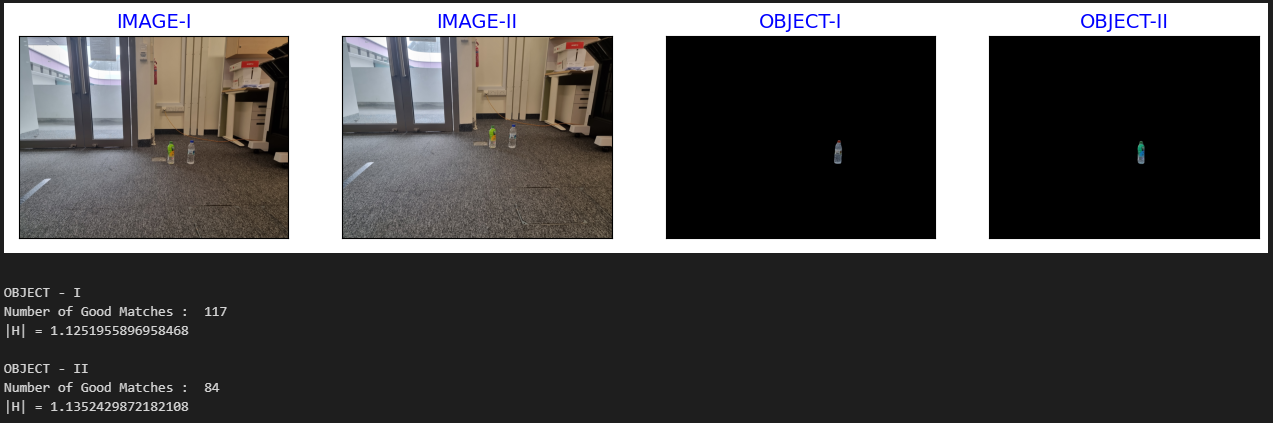 IMAGE-I
IMAGE-II
OBJECT-I
OBJECT-II
OBJECT - I
Number of Good Matches :  117
|H| = 1.1251955896958468
OBJECT - II
Number of Good Matches :  84
|H| = 1.1352429872182108